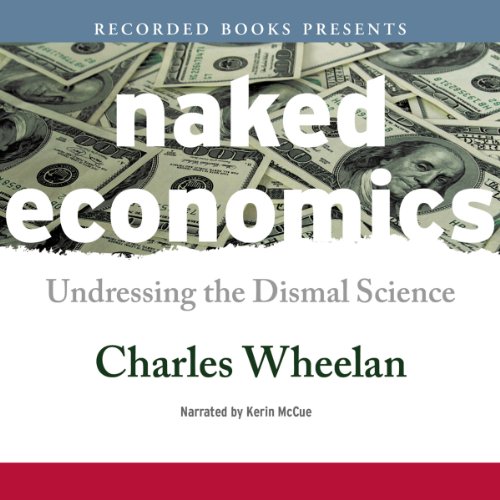 RECORDED BOOKS PRESENTS
naked
economics
Undressing the Dismal Science
Charles Wheelan
Narrated by Kerin McCue